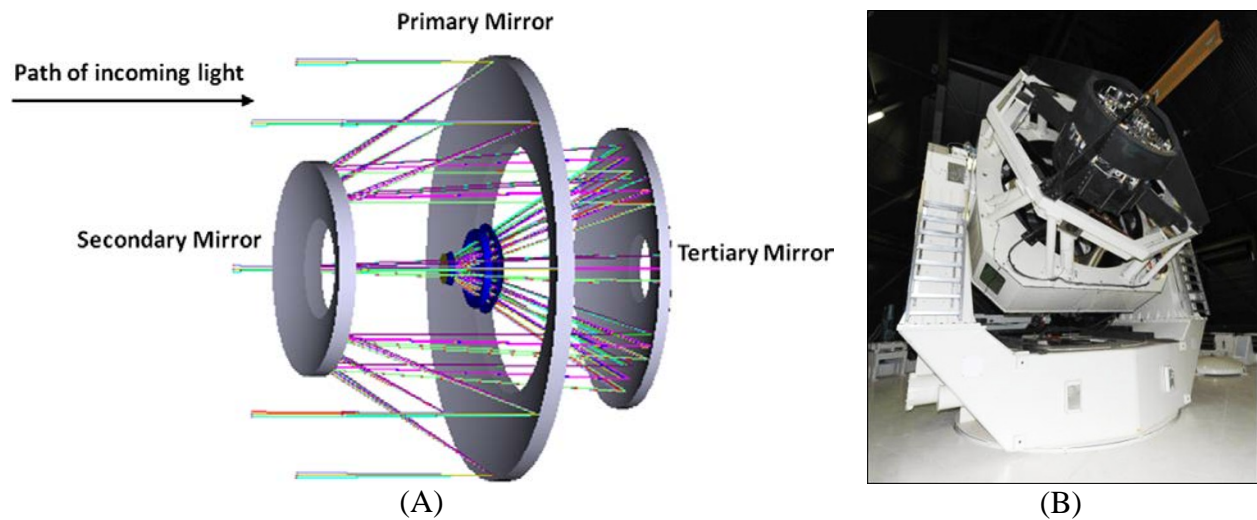 Primary Mirror
Path of incoming light
Secondary Mirror
Tertiary Mirror
(A)
(B)